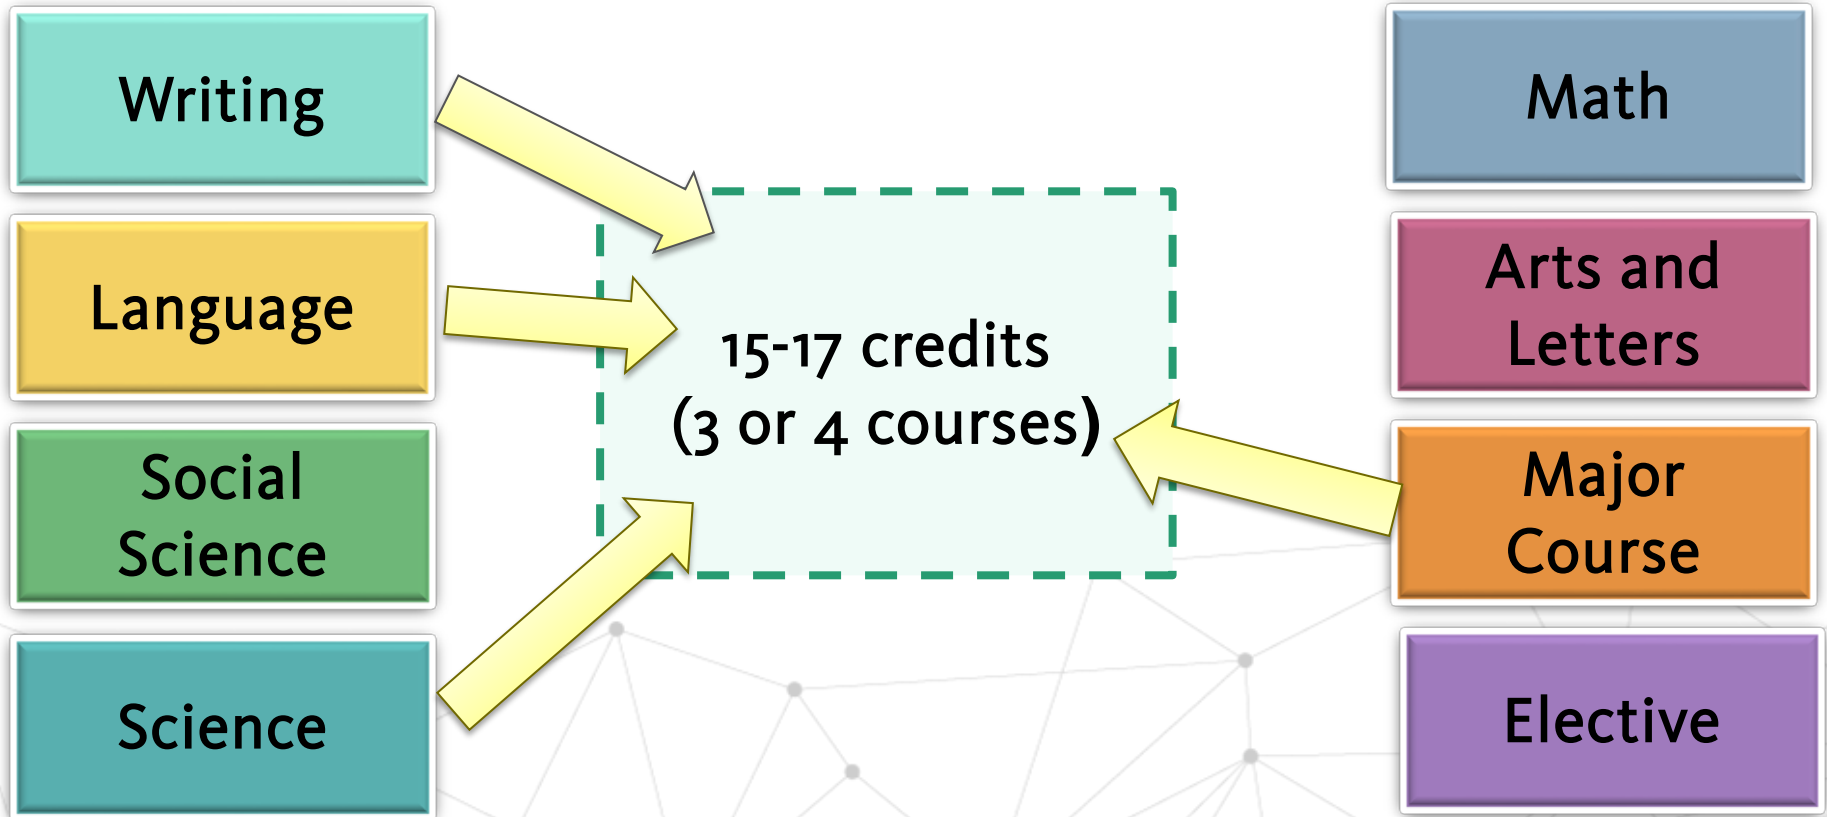 Writing
Language
Social
Science
Science
15-17 credits
(3 or 4 courses)
Math
Arts and
Letters
Major
Course
Elective